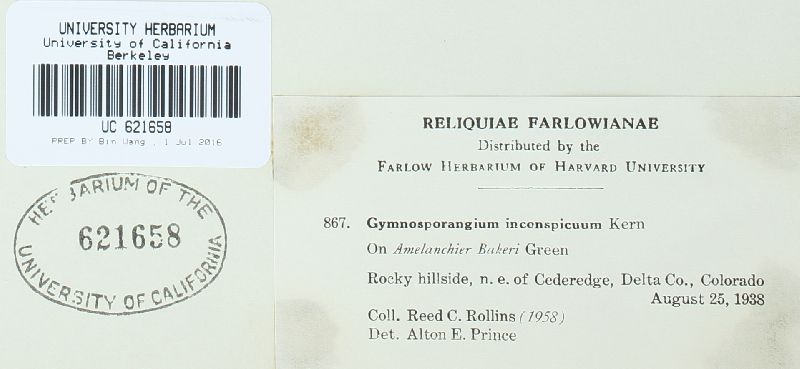 UNIVERSITY HERBARIUM
University of California
Berkeley
UC 621658
PREP BY Bin Wang , 1 Jul 2016
HERBARIUM OF THE
621658
UNIVERSITY OF CALIFORNIA
RELIQUIAE FARLOWIANAE
Distributed by the
FARLOW HERBARIUM OF HARVARD UNIVERSITY
867. Gymnosporangium inconspicuum Kern
On Amelanchier Bakeri Green
Rocky hillside, n. e. of Cederedge, Delta Co., Colorado
August 25, 1938
Coll. Reed C. Rollins (1958)
Det. Alton E. Prince